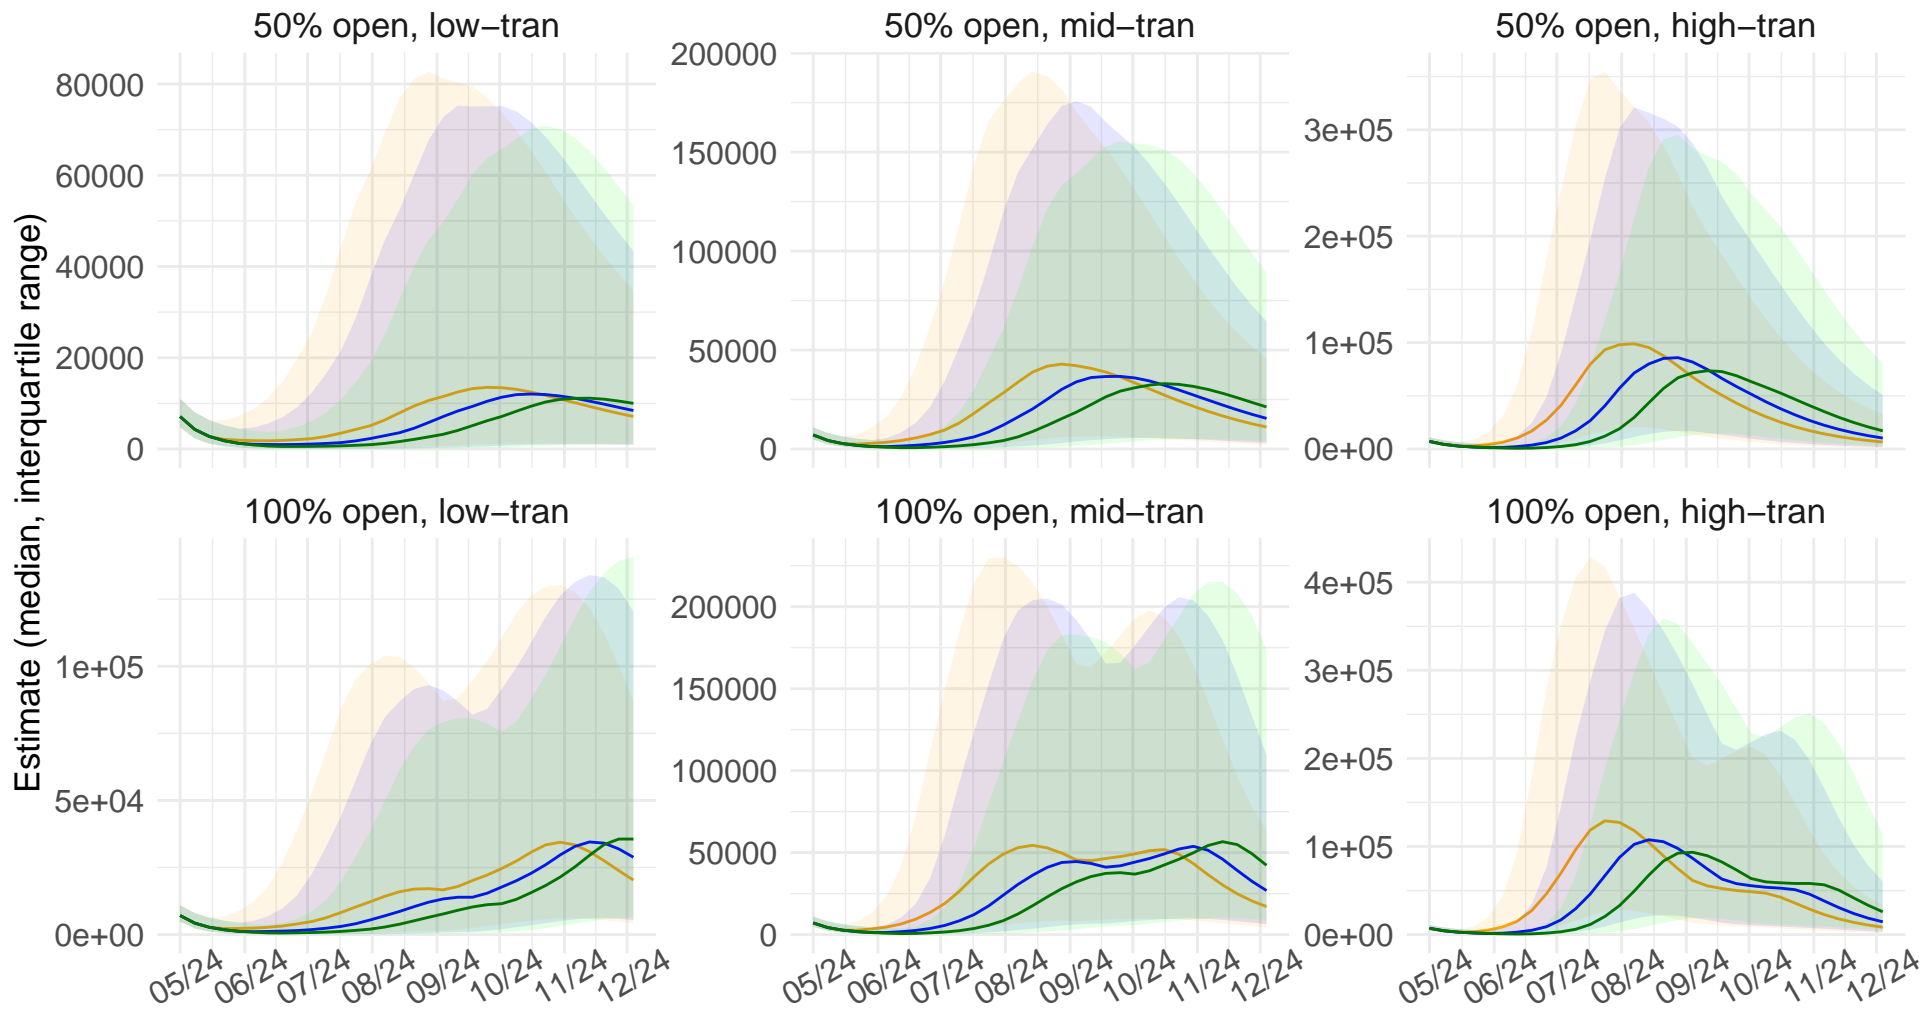 50% open, low−tran
50% open, mid−tran
50% open, high−tran
80000
60000
40000
20000
0
200000
150000
100000
50000
0
3e+05
2e+05
1e+05
0e+00
Estimate (median, interquartile range)
100% open, low−tran
100% open, mid−tran
100% open, high−tran
1e+05
5e+04
0e+00
200000
150000
100000
50000
0
4e+05
3e+05
2e+05
1e+05
0e+00
05/24 06/24 07/24 08/24 09/24 10/24 11/24 12/24
05/24 06/24 07/24 08/24 09/24 10/24 11/24 12/24
05/24 06/24 07/24 08/24 09/24 10/24 11/24 12/24